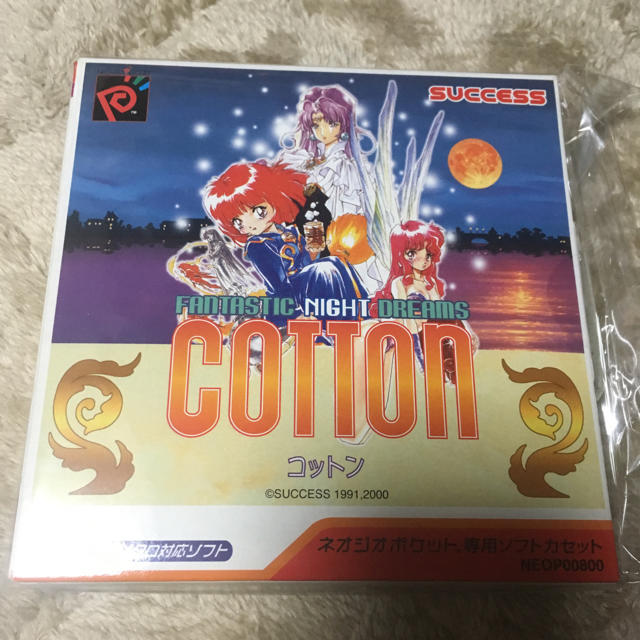 SUCCESS
FANTASTIC NIGHT DREAMS
COTTON
コットン
©SUCCESS 1991,2000
対応ソフト
ネオジオポケット専用ソフトカセット
NEOP00800